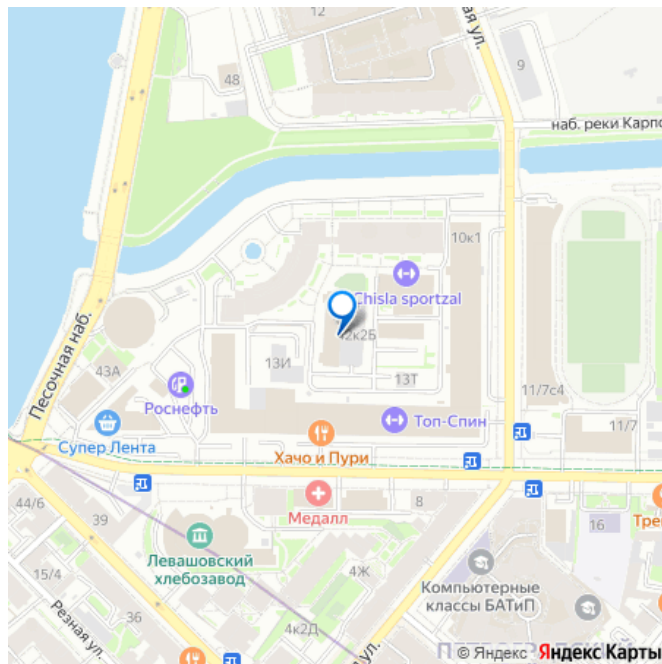 12
ная ул.
48
9
наб. реки Карпо
10к1
Chisla sportzal
42к2Б
Песочная наб.
13И
43А
13Т
Роснефть
11/7с4
Топ-Спин
11/7
Супер Лента
Хачо и Пури
44/6
39
Медалл
8
16
Трен
Левашовский
хлебозавод
15/4
4Ж
Компьютерные
классы БАТиП
Резная ул.
36
4к2Д
ул.
© Яндекс Яндекс Карты